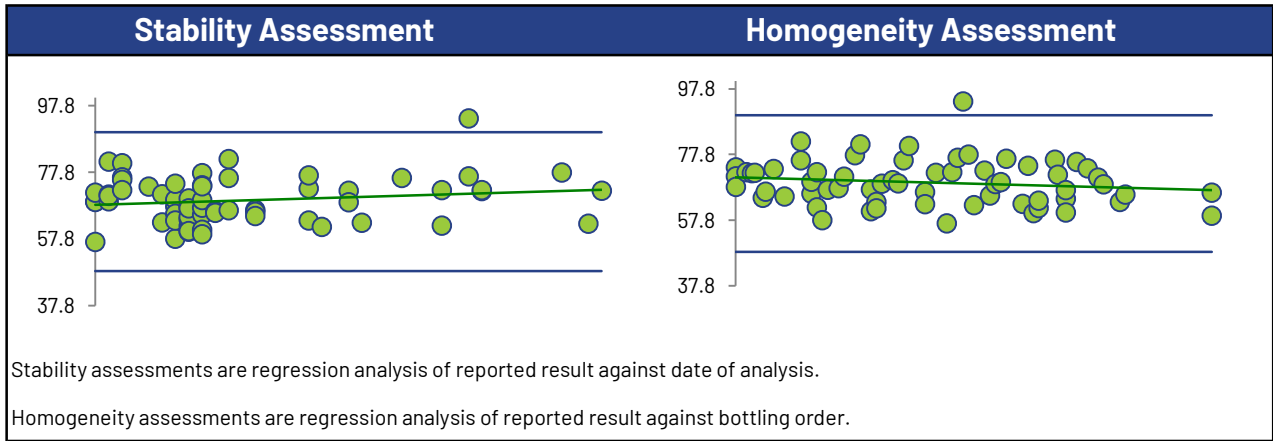 Stability Assessment
Homogeneity Assessment
97.8
77.8
57.8
37.8
97.8
77.8
57.8
37.8
Stability assessments are regression analysis of reported result against date of analysis.
Homogeneity assessments are regression analysis of reported result against bottling order.